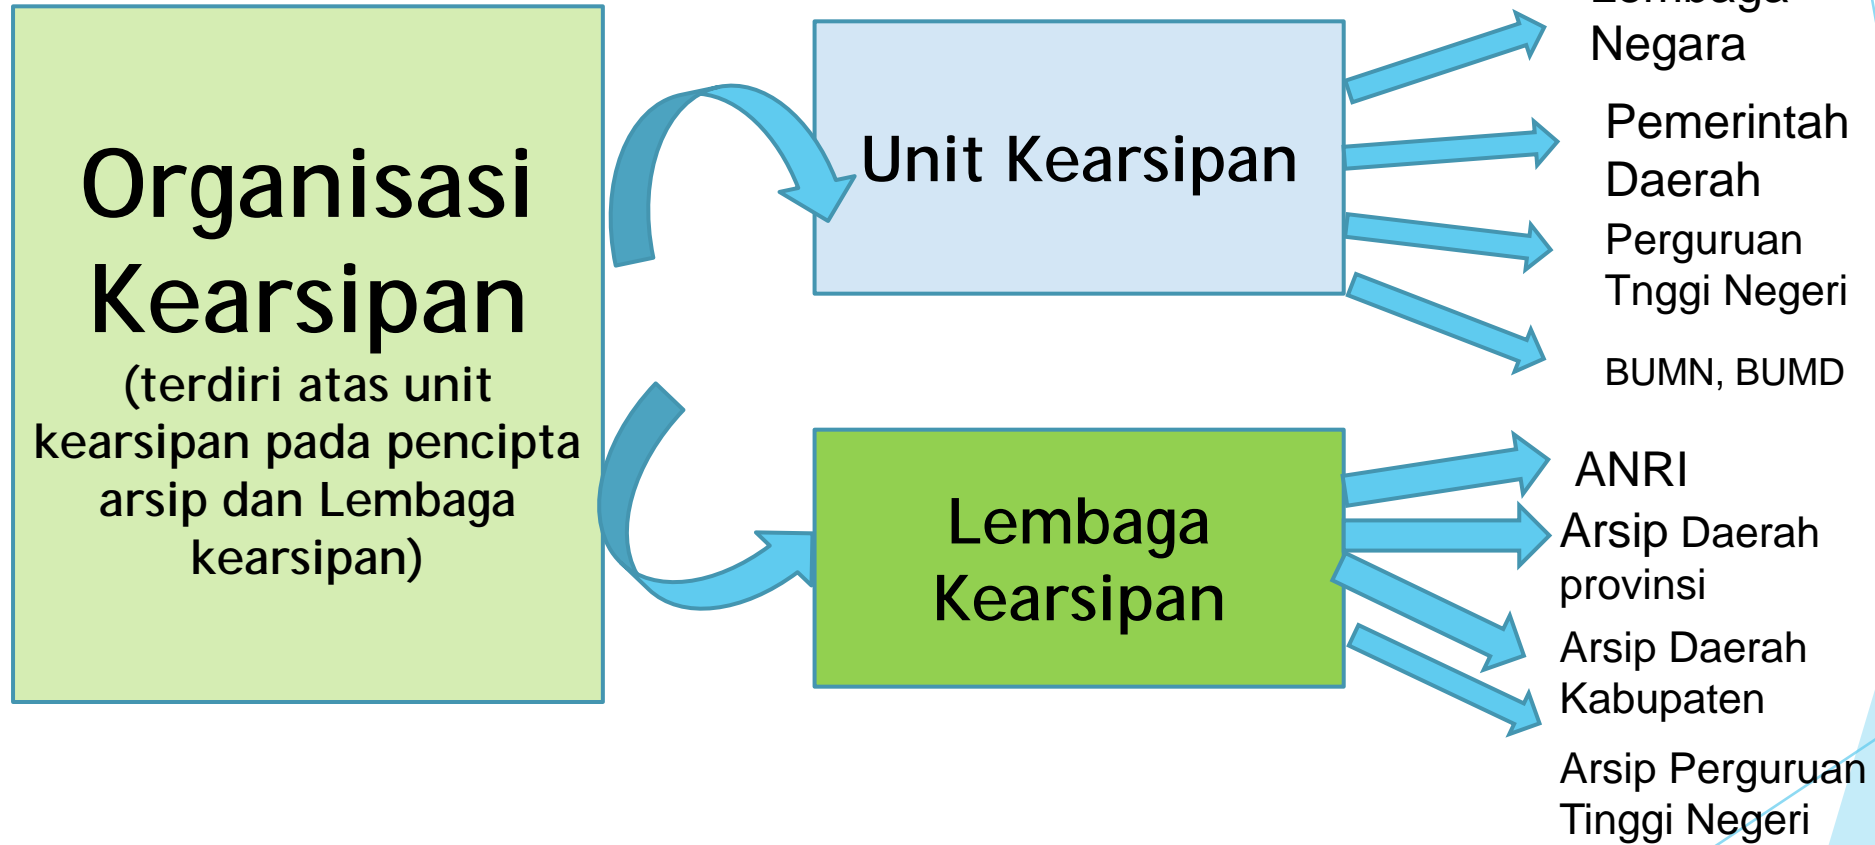 Organisasi
Kearsipan
(terdiri atas unit
kearsipan pada pencipta
arsip dan Lembaga
kearsipan)
Unit Kearsipan
Lembaga
Negara
Pemerintah
Daerah
Perguruan
Tnggi Negeri
BUMN, BUMD
Lembaga
Kearsipan
ANRI
Arsip Daerah
provinsi
Arsip Daerah
Kabupaten
Arsip Perguruan
Tinggi Negeri